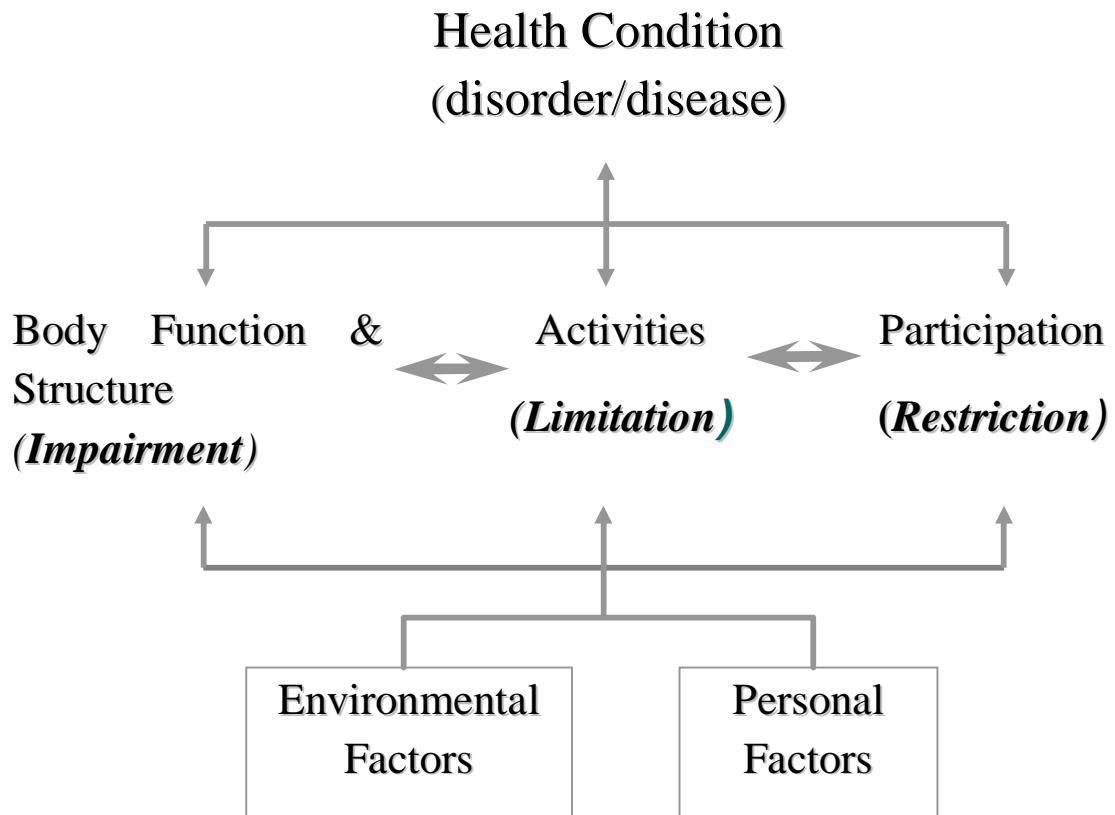 Health Condition
(disorder/disease)
Body Function &
Structure
(Impairment)
Activities
(Limitation)
Participation
(Restriction)
Environmental
Factors
Personal
Factors